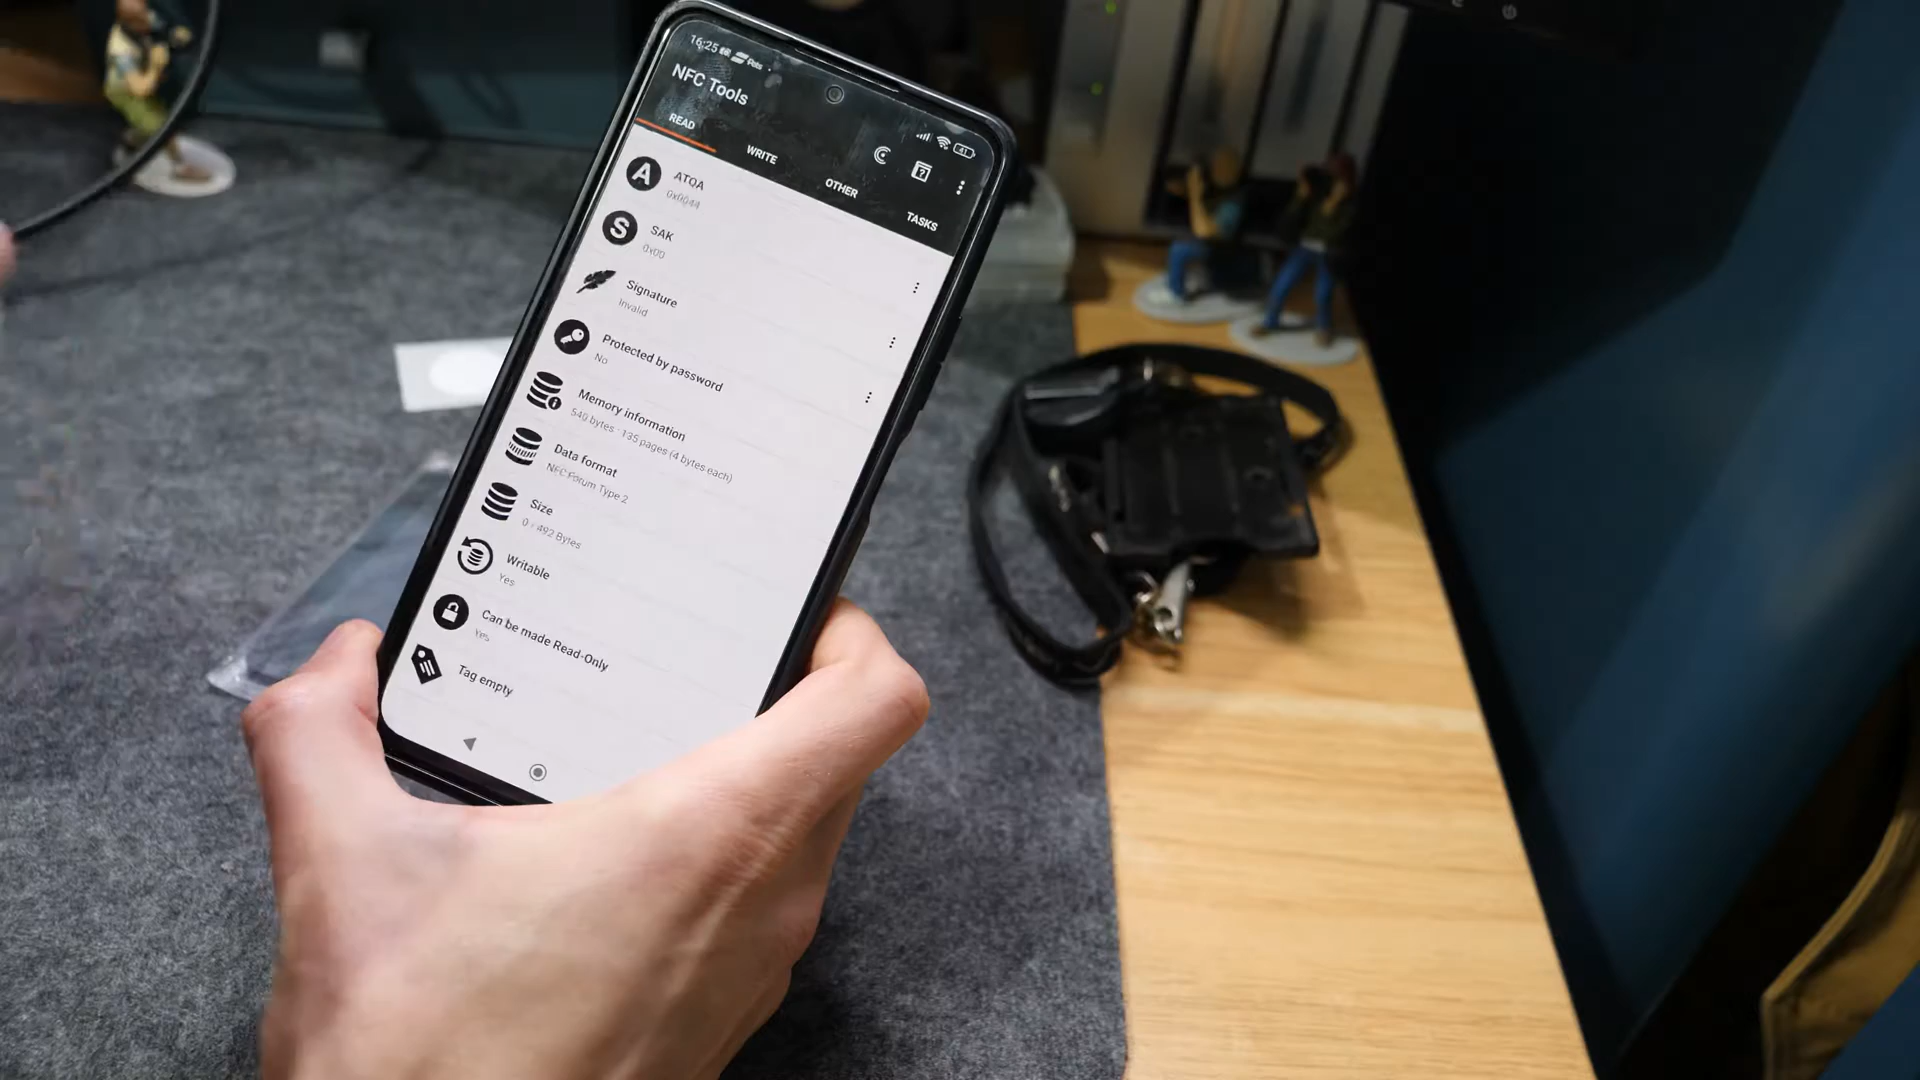 16:25
NFC Tools
READ
WRITE
OTHER
TASKS
41
ATQA
0x0044
SAK
0x00
Signature
Invalid
Protected by password
No
Memory information
540 bytes - 135 pages (4 bytes each)
Data format
NFC Forum Type 2
Size
0 / 492 Bytes
Writable
Yes
Can be made Read-Only
Yes
Tag empty